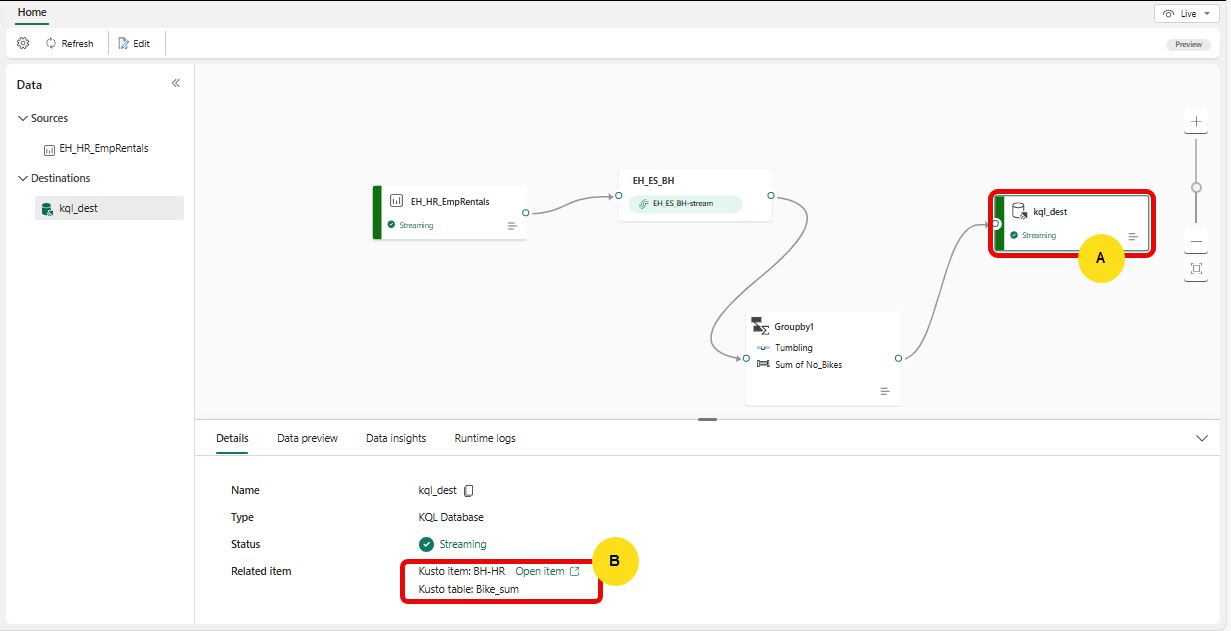 Home
Live
Refresh
Edit
Preview
Data
Sources
EH_HR_EmpRentals
Destinations
kql_dest
EH_HR_EmpRentals
Streaming
EH_ES_BH
EH_ES_BH-stream
Groupby1
Tumbling
Sum of No_Bikes
kql_dest
Streaming
A
Details
Data preview
Data insights
Runtime logs
Name
kql_dest
Type
KQL Database
Status
Streaming
Related item
Kusto item: BH-HR Open item
Kusto table: Bike_sum
B